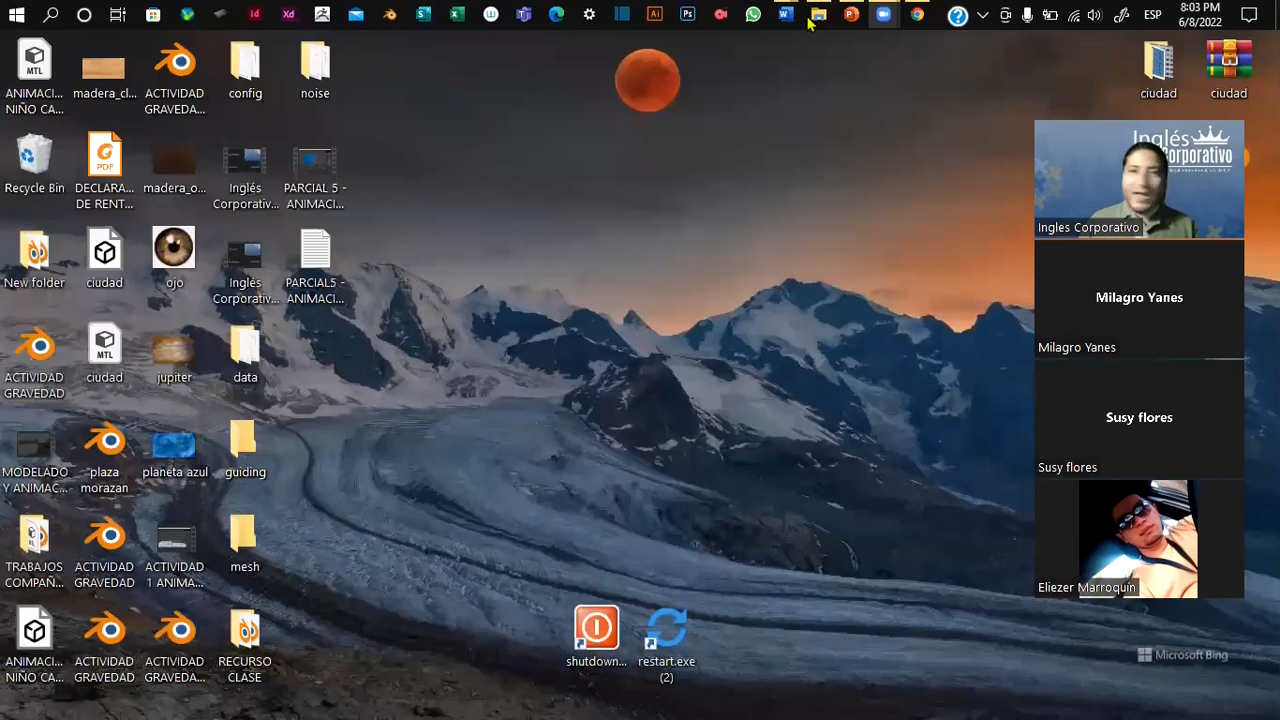 ESP
8:03 PM
6/8/2022
ANIMACI...
NIÑO CA...
madera_cl...
ACTIVIDAD
GRAVEDA...
config
noise
ciudad
ciudad
Recycle Bin
DECLARA...
DE RENT...
madera_o...
Inglés
Corporativ...
PARCIAL 5 -
ANIMACI...
New folder
ciudad
ojo
Inglés
Corporativ...
PARCIAL5 -
ANIMACI...
ACTIVIDAD
GRAVEDAD
ciudad
jupiter
data
MODELADO
Y ANIMAC...
plaza
morazan
planeta azul
guiding
TRABAJOS
COMPAÑ...
ACTIVIDAD
GRAVEDAD
ACTIVIDAD
1 ANIMA...
mesh
ANIMACI...
NIÑO CA...
ACTIVIDAD
GRAVEDAD
ACTIVIDAD
GRAVEDA...
RECURSO
CLASE
shutdown...
restart.exe
(2)
Inglés
Corporativo
Ingles Corporativo
Milagro Yanes
Milagro Yanes
Susy flores
Susy flores
Eliezer Marroquín
Microsoft Bing